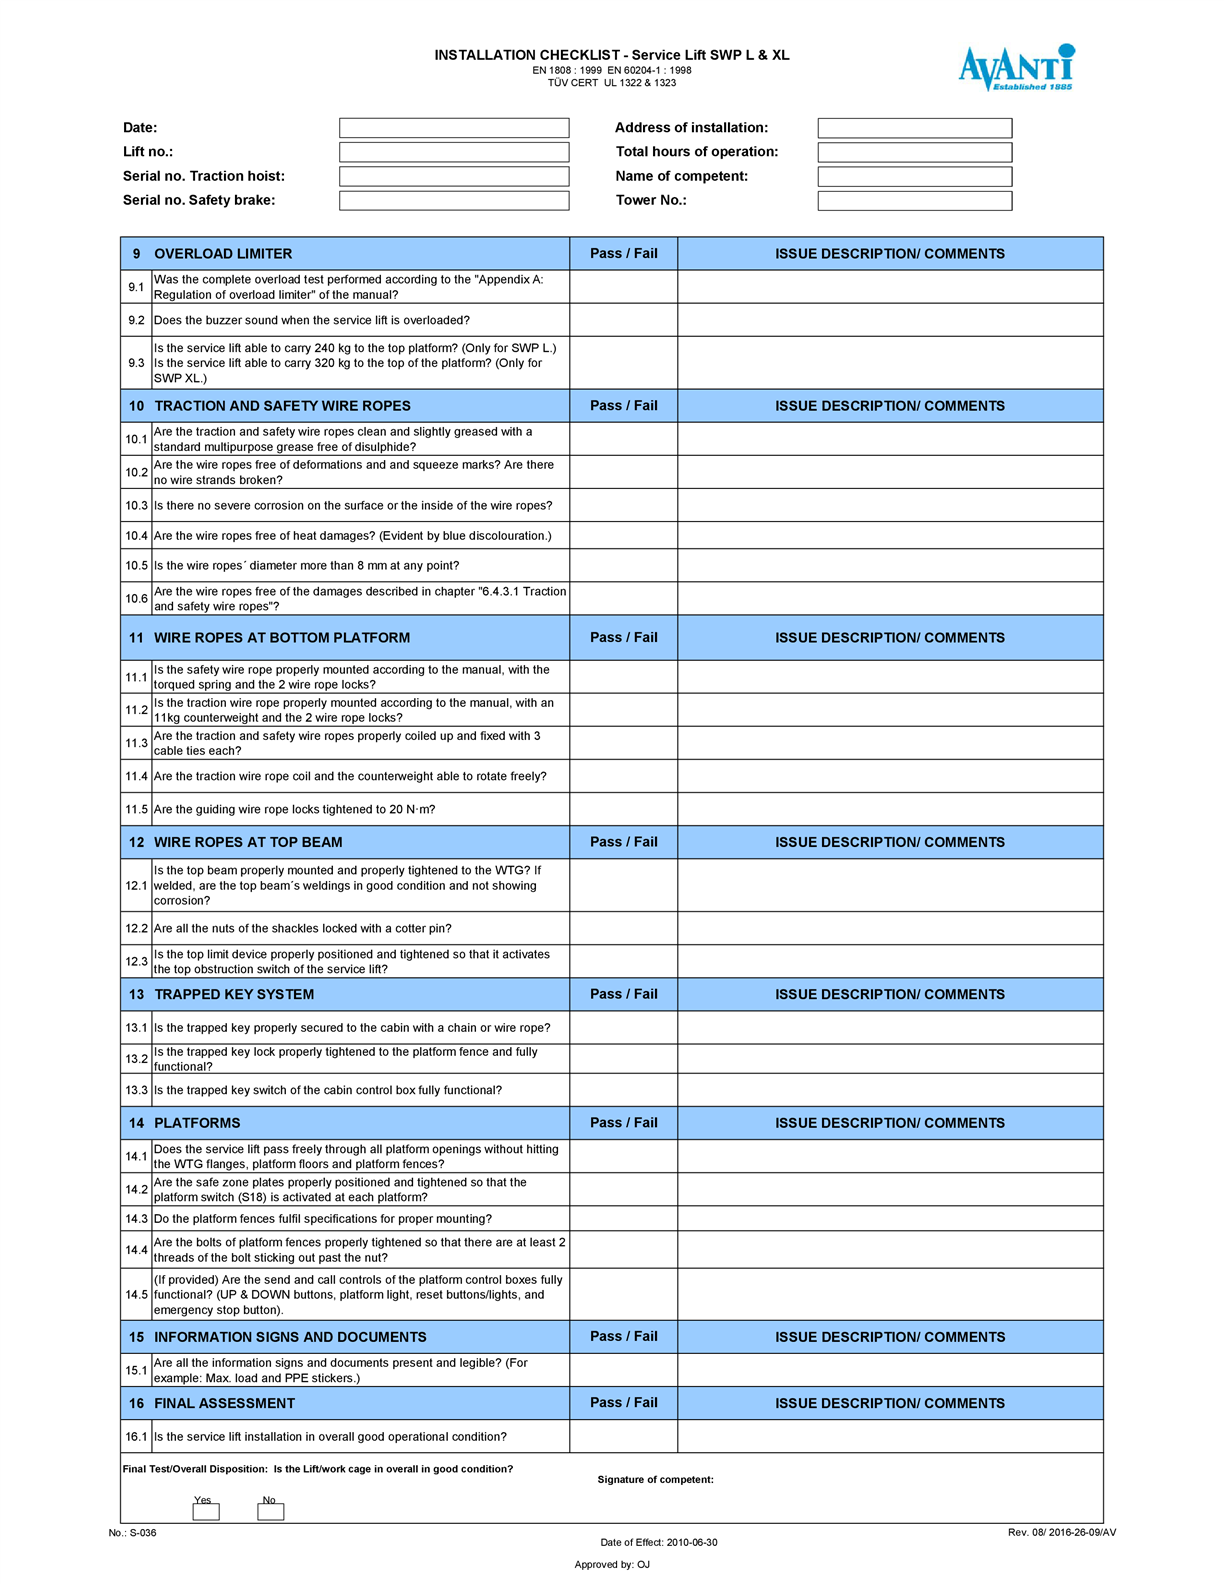 INSTALLATION CHECKLIST - Service Lift SWP L & XL
EN 1808 : 1999  EN 60204-1 : 1998
TÜV CERT  UL 1322 & 1323
AVANTI
Established 1885
Date:
Address of installation:
Lift no.:
Total hours of operation:
Serial no. Traction hoist:
Name of competent:
Serial no. Safety brake:
Tower No.:
9 OVERLOAD LIMITER Pass / Fail ISSUE DESCRIPTION/ COMMENTS
9.1 Was the complete overload test performed according to the "Appendix A:
Regulation of overload limiter" of the manual?
9.2 Does the buzzer sound when the service lift is overloaded?
Is the service lift able to carry 240 kg to the top platform? (Only for SWP L.)
9.3 Is the service lift able to carry 320 kg to the top of the platform? (Only for
SWP XL.)
10 TRACTION AND SAFETY WIRE ROPES Pass / Fail ISSUE DESCRIPTION/ COMMENTS
10.1 Are the traction and safety wire ropes clean and slightly greased with a
standard multipurpose grease free of disulphide?
10.2 Are the wire ropes free of deformations and and squeeze marks? Are there
no wire strands broken?
10.3 Is there no severe corrosion on the surface or the inside of the wire ropes?
10.4 Are the wire ropes free of heat damages? (Evident by blue discolouration.)
10.5 Is the wire ropes´ diameter more than 8 mm at any point?
10.6 Are the wire ropes free of the damages described in chapter "6.4.3.1 Traction
and safety wire ropes"?
11 WIRE ROPES AT BOTTOM PLATFORM Pass / Fail ISSUE DESCRIPTION/ COMMENTS
11.1 Is the safety wire rope properly mounted according to the manual, with the
torqued spring and the 2 wire rope locks?
11.2 Is the traction wire rope properly mounted according to the manual, with an
11kg counterweight and the 2 wire rope locks?
11.3 Are the traction and safety wire ropes properly coiled up and fixed with 3
cable ties each?
11.4 Are the traction wire rope coil and the counterweight able to rotate freely?
11.5 Are the guiding wire rope locks tightened to 20 N·m?
12 WIRE ROPES AT TOP BEAM Pass / Fail ISSUE DESCRIPTION/ COMMENTS
Is the top beam properly mounted and properly tightened to the WTG? If
12.1 welded, are the top beam´s weldings in good condition and not showing
corrosion?
12.2 Are all the nuts of the shackles locked with a cotter pin?
12.3 Is the top limit device properly positioned and tightened so that it activates
the top obstruction switch of the service lift?
13 TRAPPED KEY SYSTEM Pass / Fail ISSUE DESCRIPTION/ COMMENTS
13.1 Is the trapped key properly secured to the cabin with a chain or wire rope?
13.2 Is the trapped key lock properly tightened to the platform fence and fully
functional?
13.3 Is the trapped key switch of the cabin control box fully functional?
14 PLATFORMS Pass / Fail ISSUE DESCRIPTION/ COMMENTS
14.1 Does the service lift pass freely through all platform openings without hitting
the WTG flanges, platform floors and platform fences?
14.2 Are the safe zone plates properly positioned and tightened so that the
platform switch (S18) is activated at each platform?
14.3 Do the platform fences fulfil specifications for proper mounting?
14.4 Are the bolts of platform fences properly tightened so that there are at least 2
threads of the bolt sticking out past the nut?
(If provided) Are the send and call controls of the platform control boxes fully
14.5 functional? (UP & DOWN buttons, platform light, reset buttons/lights, and
emergency stop button).
15 INFORMATION SIGNS AND DOCUMENTS Pass / Fail ISSUE DESCRIPTION/ COMMENTS
15.1 Are all the information signs and documents present and legible? (For
example: Max. load and PPE stickers.)
16 FINAL ASSESSMENT Pass / Fail ISSUE DESCRIPTION/ COMMENTS
16.1 Is the service lift installation in overall good operational condition?
Final Test/Overall Disposition:  Is the Lift/work cage in overall in good condition?
Signature of competent:
Yes No
No.: S-036
Rev. 08/ 2016-26-09/AV
Date of Effect: 2010-06-30
Approved by: OJ